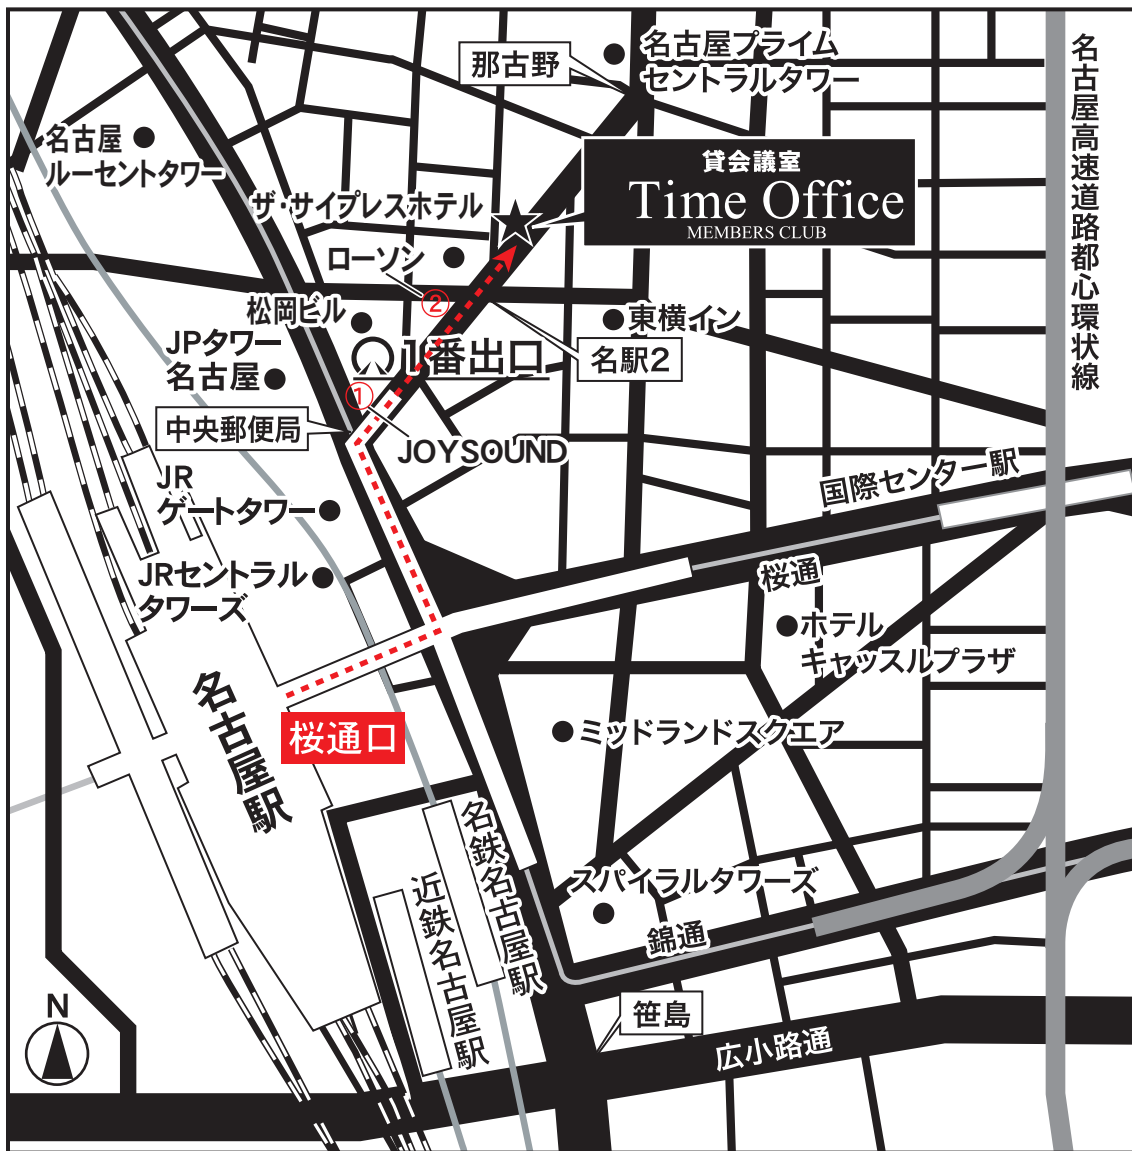 名古屋プライム
セントラルタワー
那古野
名古屋高速道路都心環状線
名古屋
ルーセントタワー
貸会議室
Time Office
MEMBERS CLUB
ザ・サイプレスホテル
ローソン
②
松岡ビル
東横イン
JPタワー
名古屋
1番出口
名駅2
①
中央郵便局
JOYSOUND
JR
ゲートタワー
国際センター駅
桜通
JRセントラル
タワーズ
ホテル
キャッスルプラザ
名古屋駅
桜通口
ミッドランドスクエア
名鉄名古屋駅
近鉄名古屋駅
スパイラルタワーズ
錦通
笹島
広小路通
N